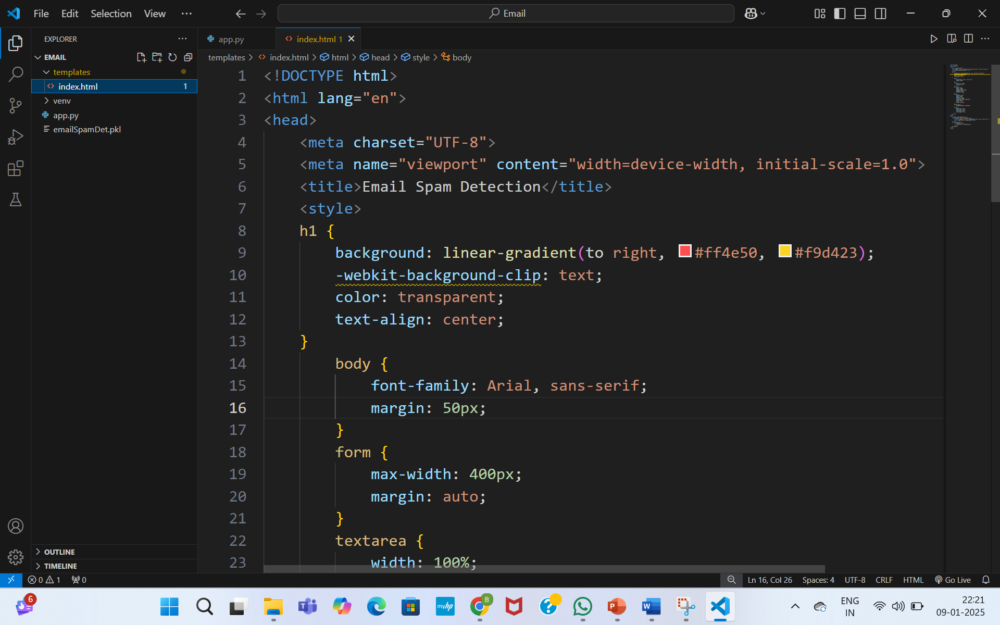 File Edit Selection View ··· Email
EXPLORER ···
EMAIL
templates
index.html 1
venv
app.py
emailSpamDet.pkl
OUTLINE
TIMELINE
app.py index.html 1
templates > index.html > html > head > style > body
1 <!DOCTYPE html>
2 <html lang="en">
3 <head>
4 <meta charset="UTF-8">
5 <meta name="viewport" content="width=device-width, initial-scale=1.0">
6 <title>Email Spam Detection</title>
7 <style>
8 h1 {
9 background: linear-gradient(to right, #ff4e50, #f9d423);
10 -webkit-background-clip: text;
11 color: transparent;
12 text-align: center;
13 }
14 body {
15 font-family: Arial, sans-serif;
16 margin: 50px;
17 }
18 form {
19 max-width: 400px;
20 margin: auto;
21 }
22 textarea {
23 width: 100%;
0 1 0 Ln 16, Col 26 Spaces: 4 UTF-8 CRLF HTML Go Live
6 T myhp B ? P W ENG IN 22:21
09-01-2025